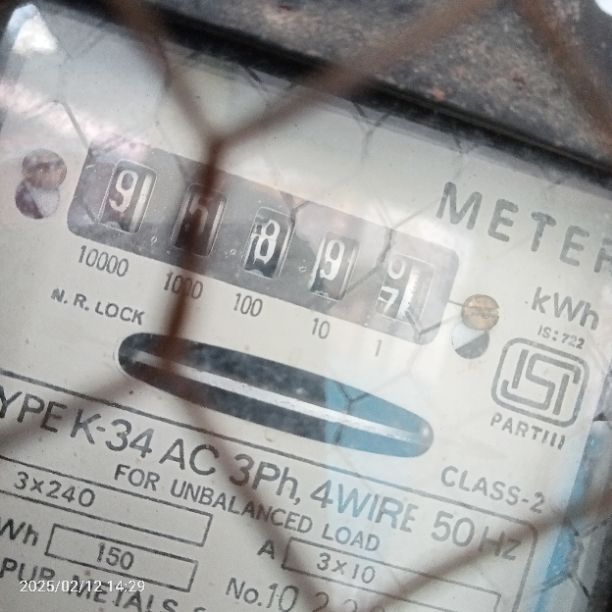 METER
9 5 8 9
10000 1000 100 10 1
kWh
N. R. LOCK
IS: 722
ISI
PART III
TYPE K-34 AC 3Ph, 4WIRE 50 Hz
CLASS-2
FOR UNBALANCED LOAD
3×240
A 3×10
150
No.10
METALS
2025/02/12 14:29